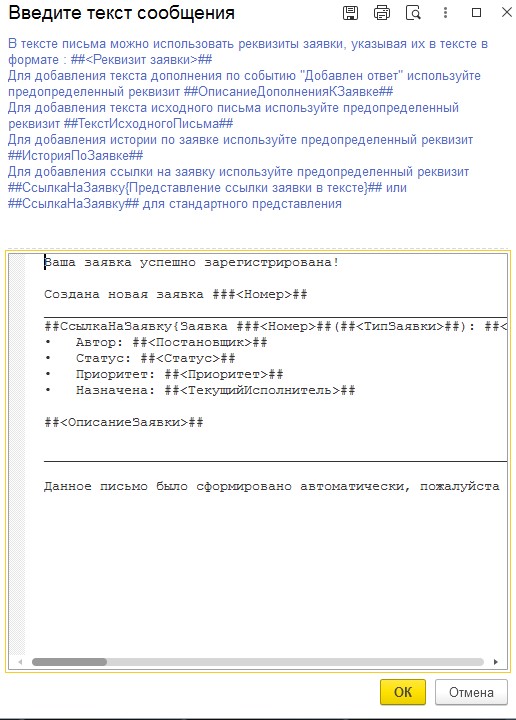 Введите текст сообщения
В тексте письма можно использовать реквизиты заявки, указывая их в тексте в
формате : ##<Реквизит заявки>##
Для добавления текста дополнения по событию "Добавлен ответ" используйте
предопределенный реквизит ##ОписаниеДополненияКЗаявке##
Для добавления текста исходного письма используйте предопределенный
реквизит ##ТекстИсходногоПисьма##
Для добавления истории по заявке используйте предопределенный реквизит
##ИсторияПоЗаявке##
Для добавления ссылки на заявку используйте предопределенный реквизит
##СсылкаНаЗаявку{Представление ссылки заявки в тексте}## или
##СсылкаНаЗаявку## для стандартного представления
Ваша заявка успешно зарегистрирована!
Создана новая заявка ###<Номер>##
##СсылкаНаЗаявку{Заявка ###<Номер>##(##<ТипЗаявки>##): ##<
• Автор: ##<Постановщик>##
• Статус: ##<Статус>##
• Приоритет: ##<Приоритет>##
• Назначена: ##<ТекущийИсполнитель>##
##<ОписаниеЗаявки>##
Данное письмо было сформировано автоматически, пожалуйста
ОК
Отмена